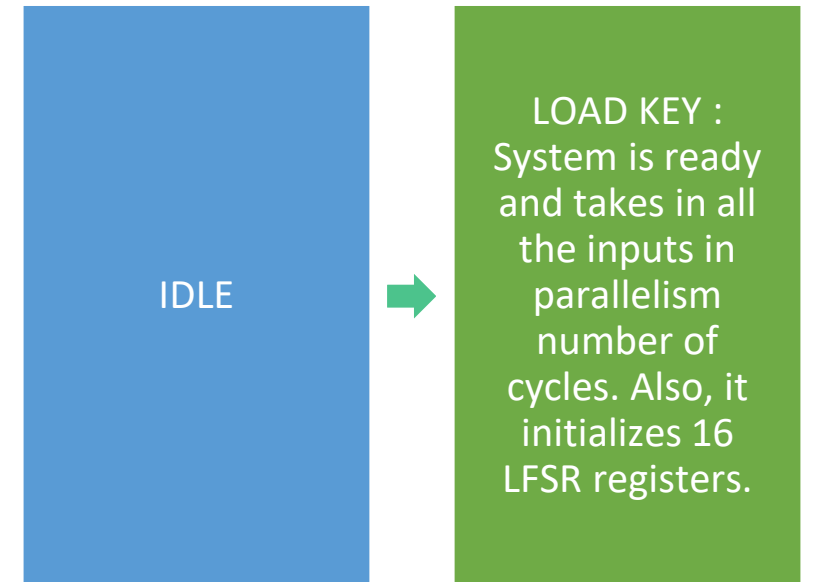 IDLE
LOAD KEY :
System is ready
and takes in all
the inputs in
parallelism
number of
cycles. Also, it
initializes 16
LFSR registers.